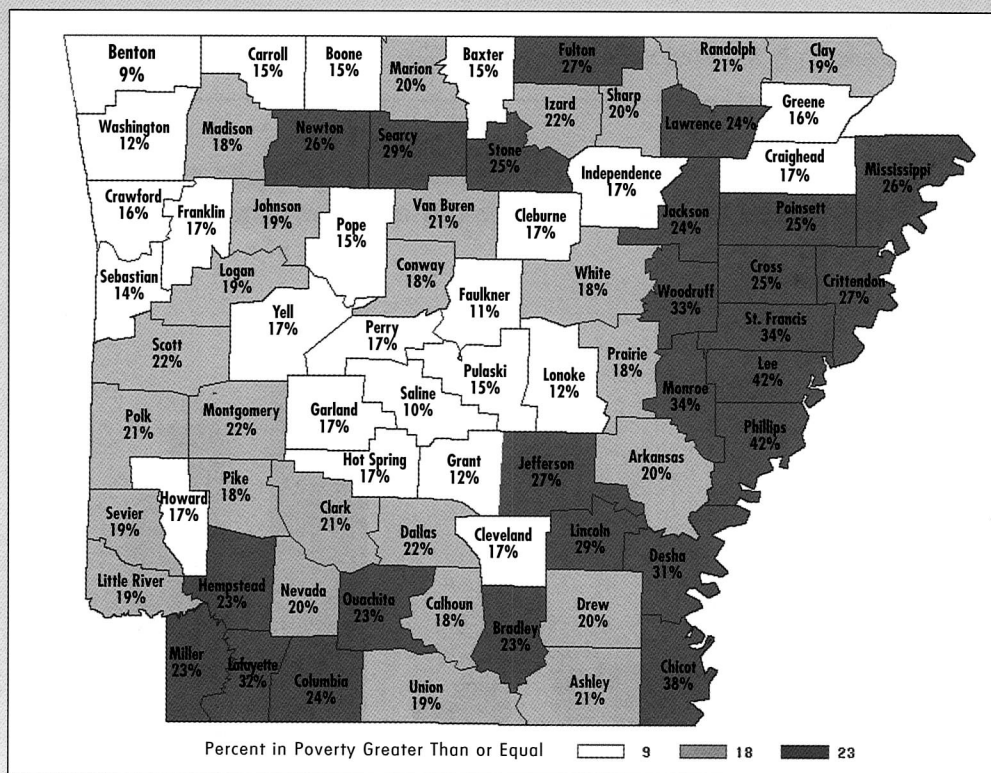 Benton
9%
Carroll
15%
Boone
15%
Marion
20%
Baxter
15%
Fulton
27%
Randolph
21%
Clay
19%
Izard
22%
Sharp
20%
Lawrence 24%
Greene
16%
Washington
12%
Madison
18%
Newton
26%
Searcy
29%
Stone
25%
Independence
17%
Craighead
17%
Mississippi
26%
Crawford
16%
Franklin
17%
Johnson
19%
Pope
15%
Van Buren
21%
Cleburne
17%
Jackson
24%
Poinsett
25%
Sebastian
14%
Logan
19%
Conway
18%
White
18%
Woodruff
33%
Cross
25%
Crittendon
27%
Yell
17%
Faulkner
11%
St. Francis
34%
Scott
22%
Perry
17%
Pulaski
15%
Lonoke
12%
Prairie
18%
Monroe
34%
Lee
42%
Polk
21%
Montgomery
22%
Garland
17%
Saline
10%
Phillips
42%
Hot Spring
17%
Grant
12%
Jefferson
27%
Arkansas
20%
Sevier
19%
Howard
17%
Pike
18%
Clark
21%
Dallas
22%
Cleveland
17%
Lincoln
29%
Desha
31%
Little River
19%
Hempstead
23%
Nevada
20%
Ouachita
23%
Calhoun
18%
Bradley
23%
Drew
20%
Miller
23%
Lafayette
32%
Columbia
24%
Union
19%
Ashley
21%
Chicot
38%
Percent in Poverty Greater Than or Equal 9 18 23